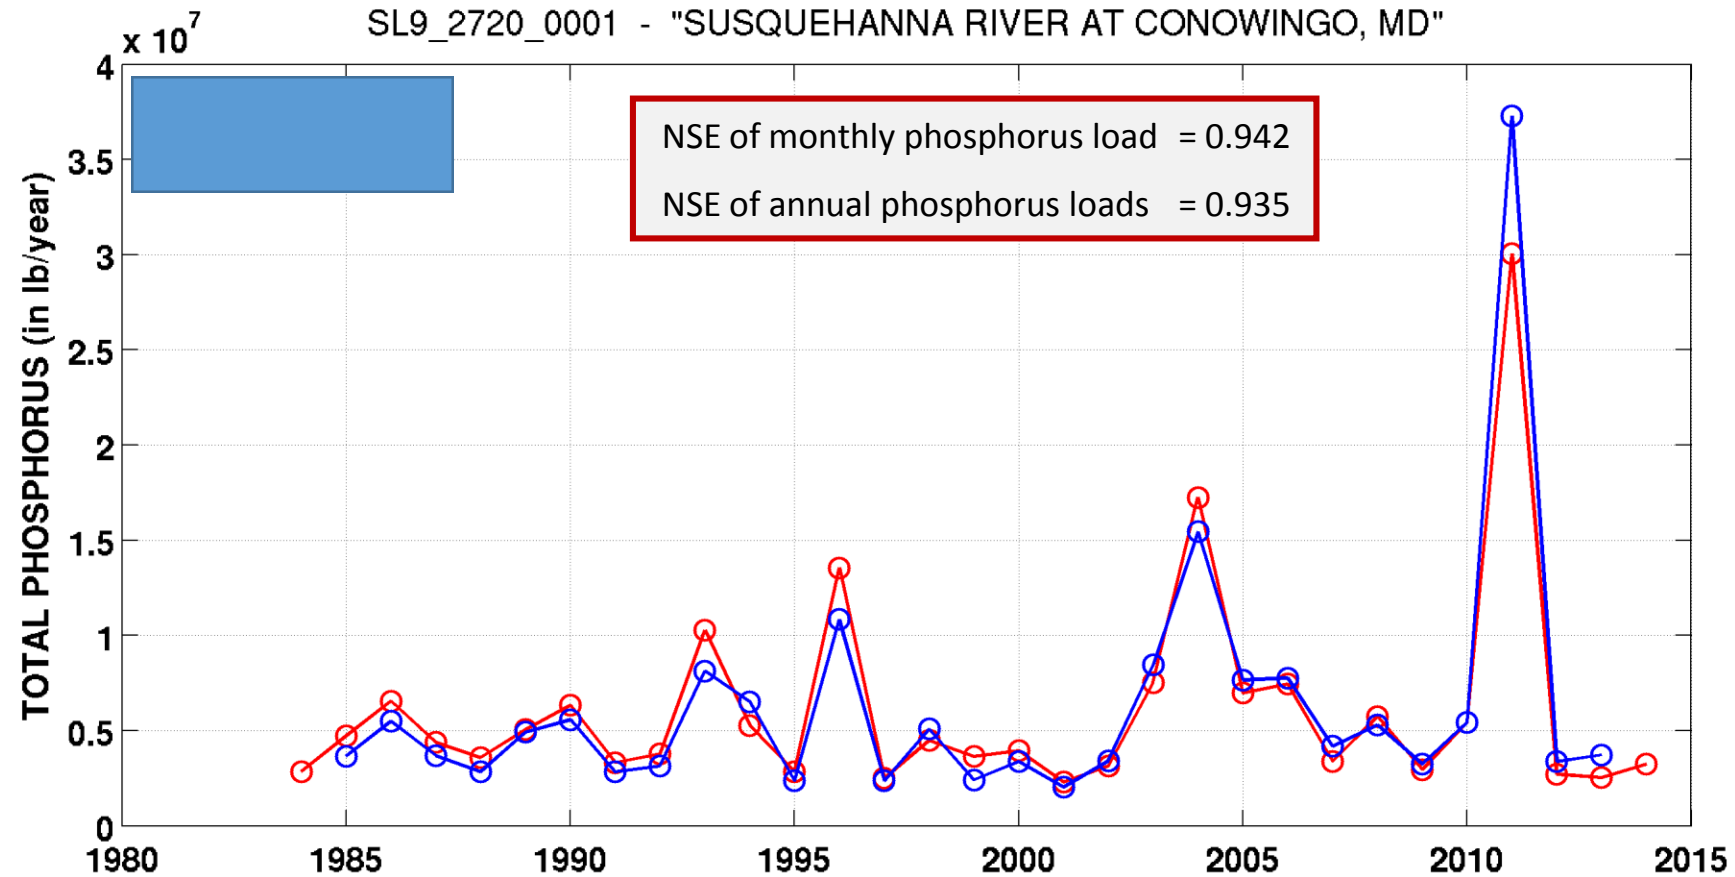 SL9_2720_0001 - "SUSQUEHANNA RIVER AT CONOWINGO, MD"
x 10⁷
NSE of monthly phosphorus load = 0.942
NSE of annual phosphorus loads = 0.935
TOTAL PHOSPHORUS (in lb/year)
4
3.5
3
2.5
2
1.5
1
0.5
0
1980 1985 1990 1995 2000 2005 2010 2015